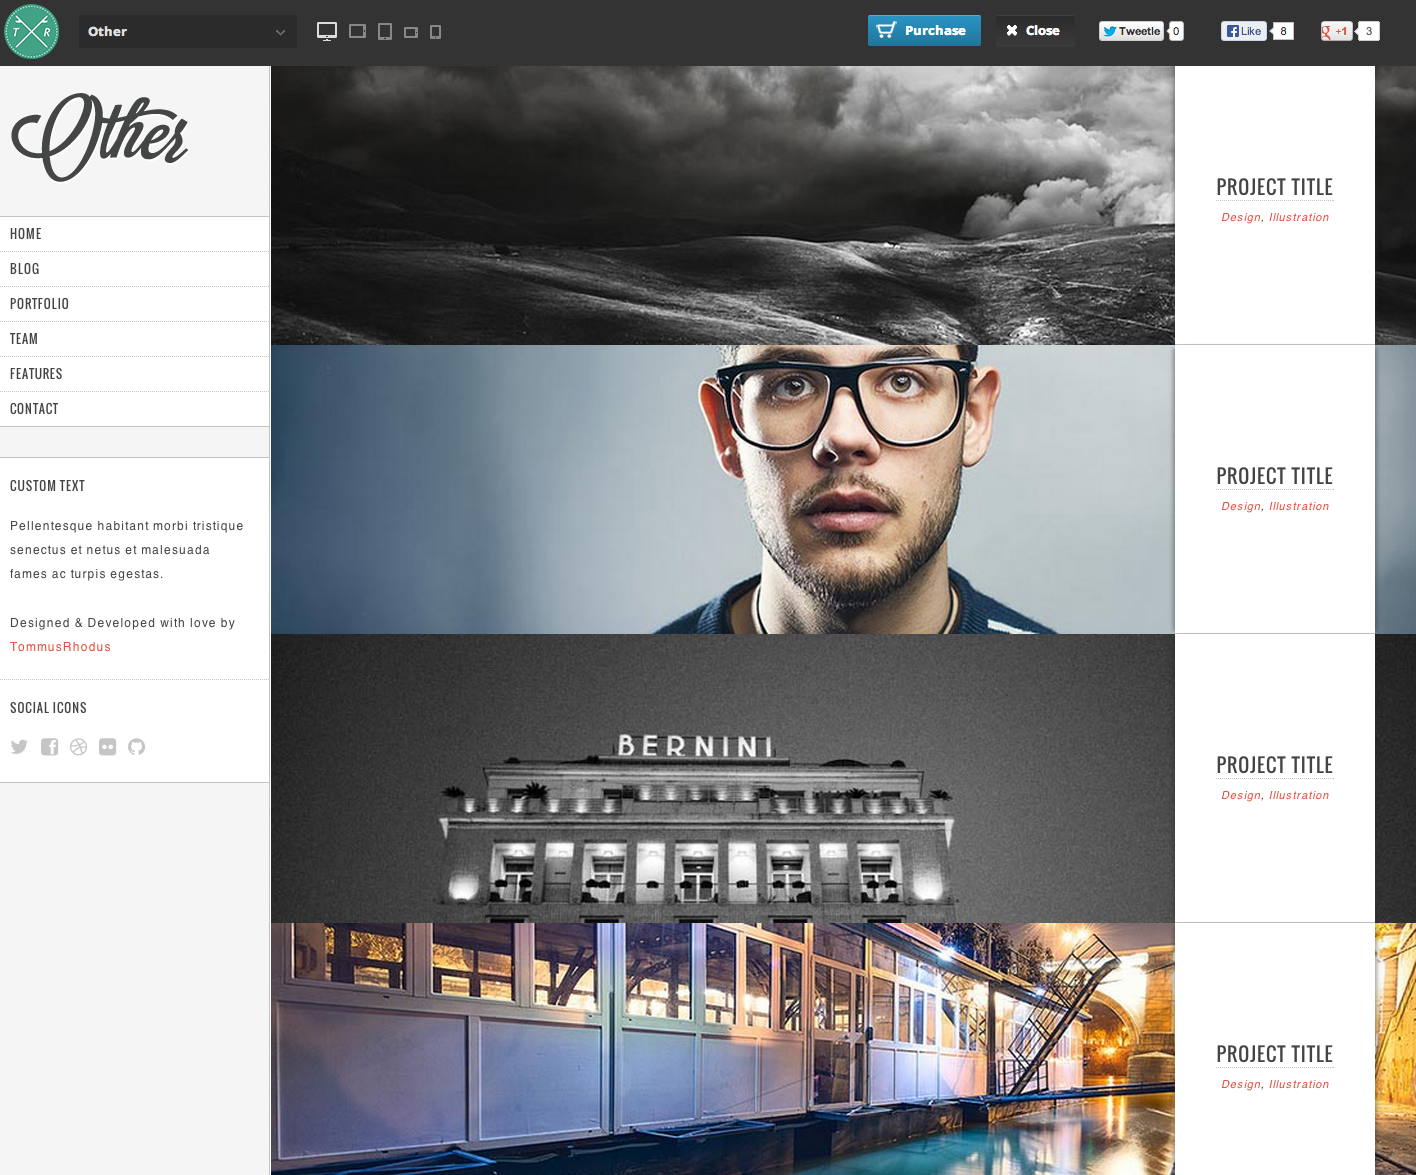 T R
Other
Purchase
Close
Tweetle
0
Like
8
g +1
3
Other
HOME
BLOG
PORTFOLIO
TEAM
FEATURES
CONTACT
CUSTOM TEXT
Pellentesque habitant morbi tristique
senectus et netus et malesuada
fames ac turpis egestas.
Designed & Developed with love by
TommusRhodus
SOCIAL ICONS
PROJECT TITLE
Design, Illustration
PROJECT TITLE
Design, Illustration
BERNINI
PROJECT TITLE
Design, Illustration
PROJECT TITLE
Design, Illustration